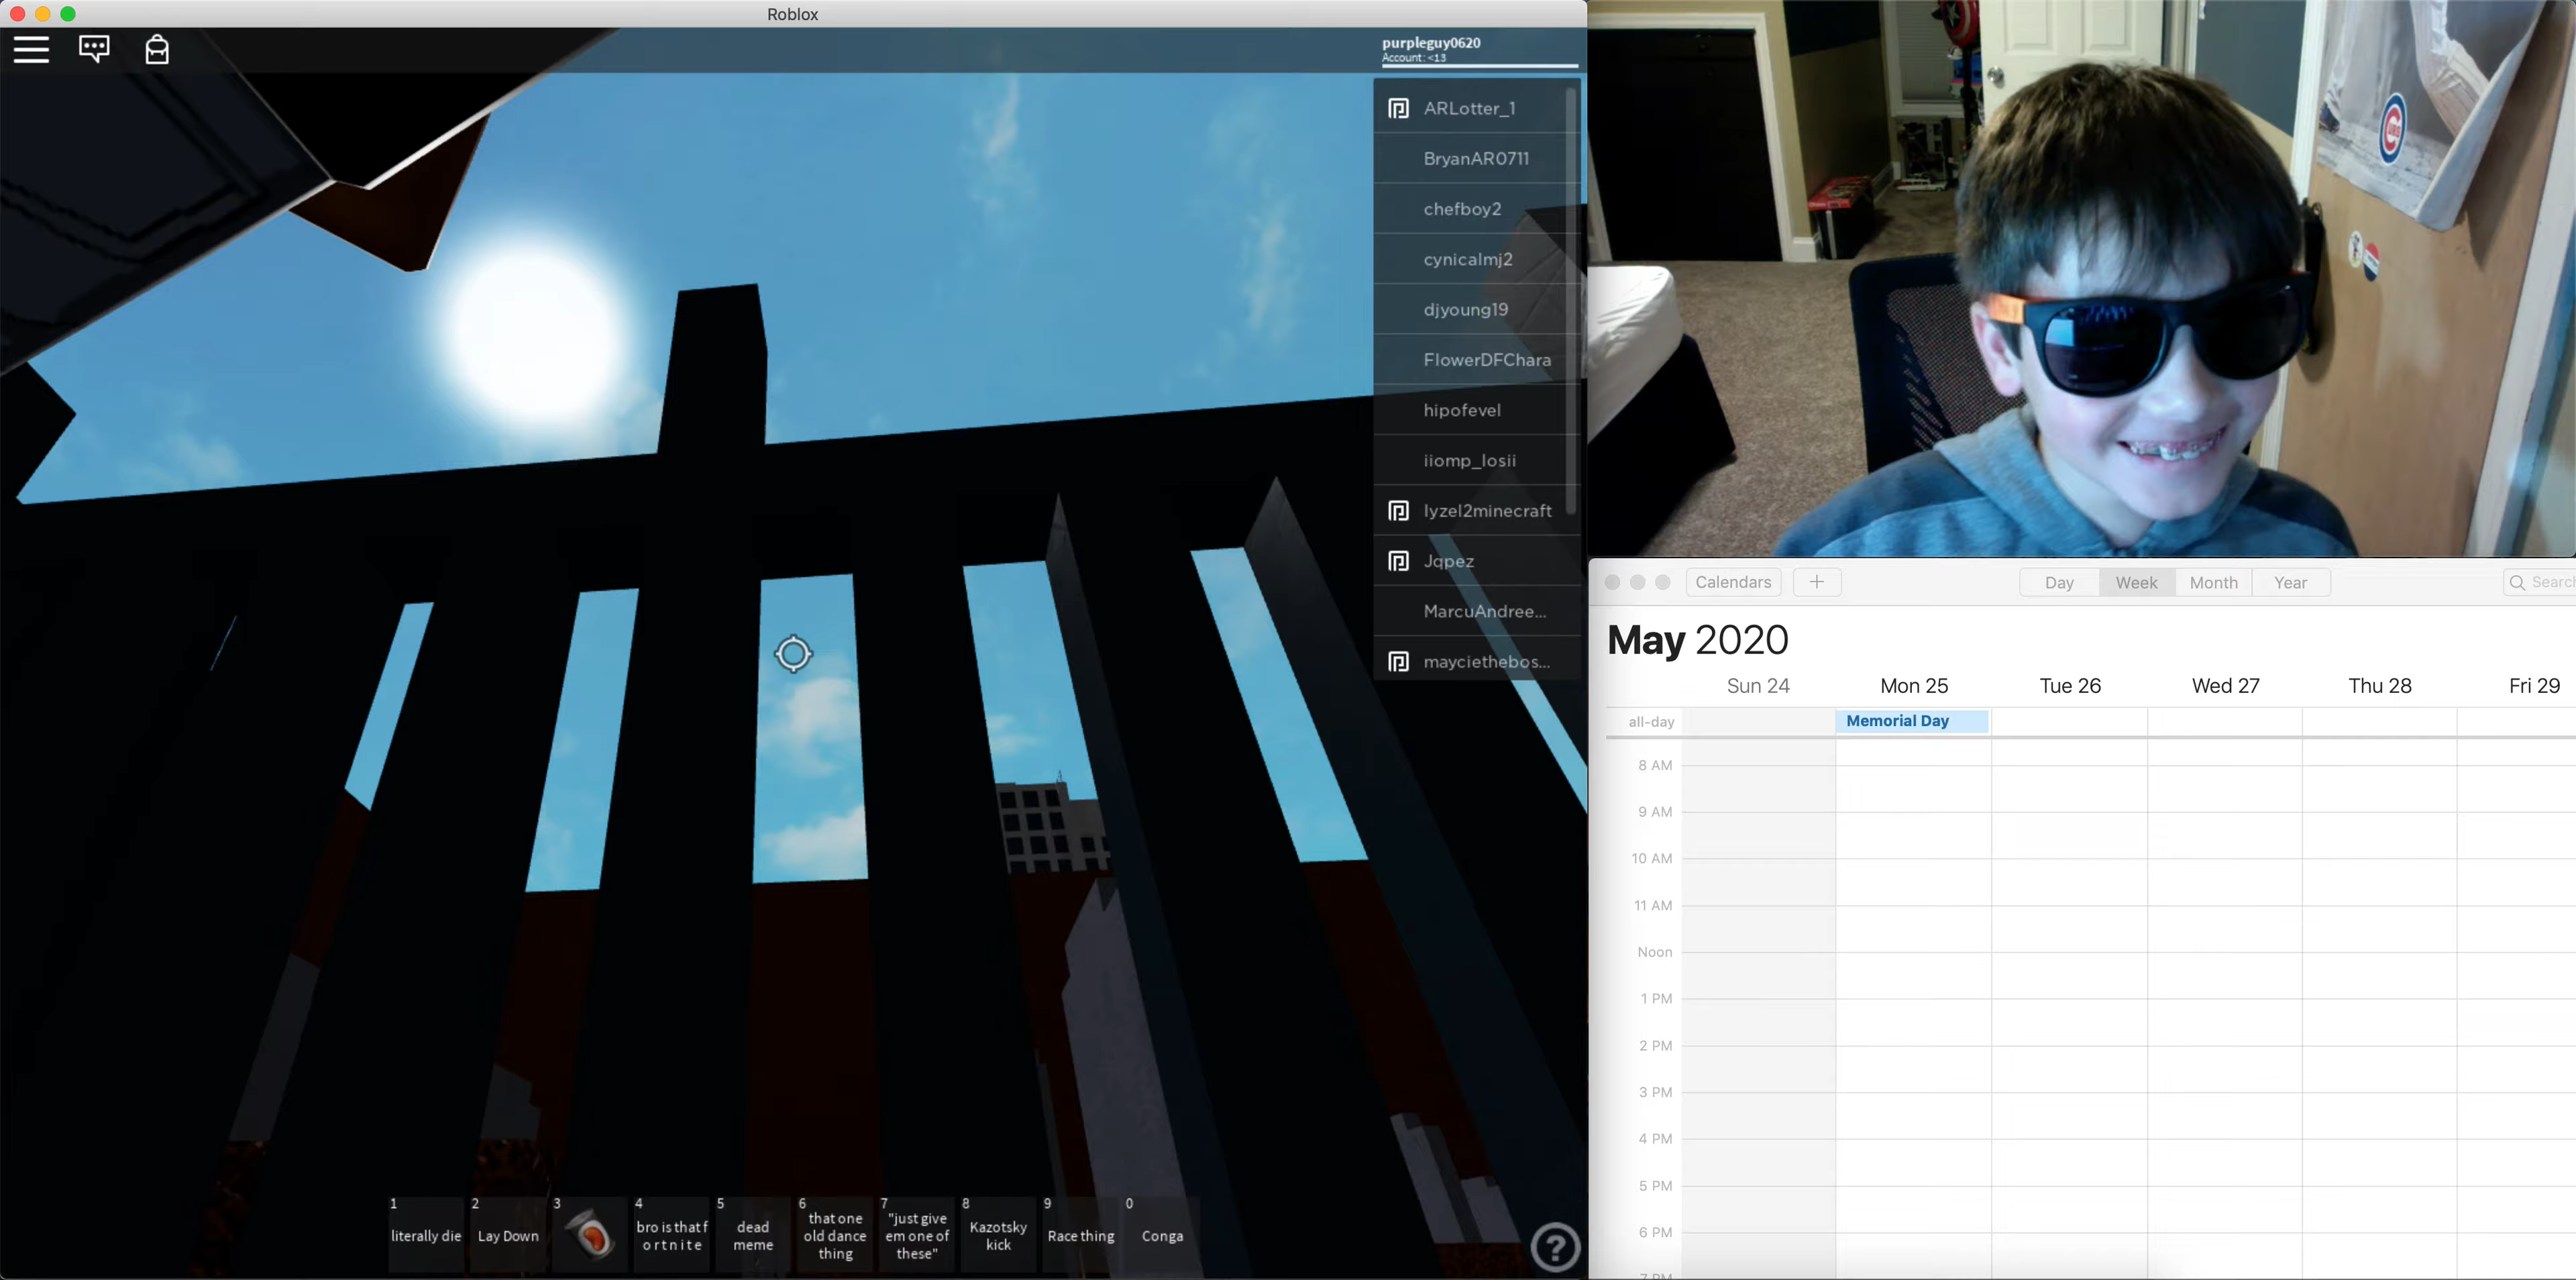 Roblox
purpleguy0620
Account: <13
ARLotter_1
BryanAR0711
chefboy2
cynicalmj2
djyoung19
FlowerDFChara
hipofevel
iiomp_losii
lyzel2minecraft
Jqpez
MarcuAndree...
mayciethebos...
1 2 3 4 5 6 7 8 9 0
literally die
Lay Down
bro is that f
o r t n i t e
dead
meme
that one
old dance
thing
"just give
em one of
these"
Kazotsky
kick
Race thing
Conga
?
CUBS
Calendars + Day Week Month Year Search
May 2020
Sun 24 Mon 25 Tue 26 Wed 27 Thu 28 Fri 29
all-day Memorial Day
8 AM
9 AM
10 AM
11 AM
Noon
1 PM
2 PM
3 PM
4 PM
5 PM
6 PM
7 PM